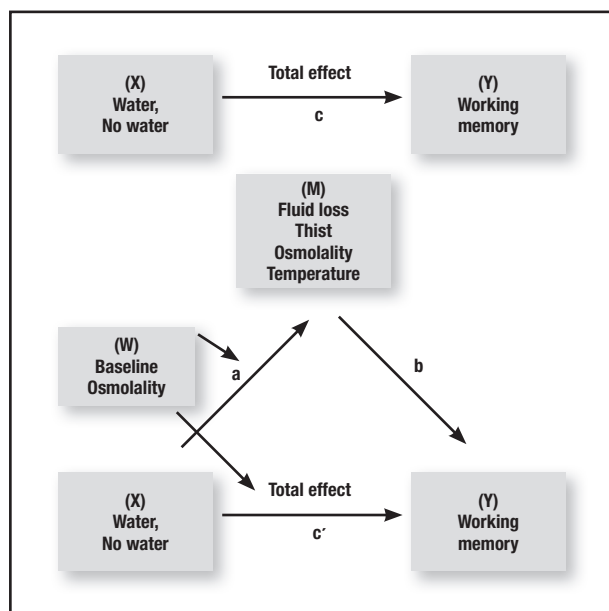 (X)
Water,
No water
Total effect
c
(Y)
Working
memory
(M)
Fluid loss
Thist
Osmolality
Temperature
(W)
Baseline
Osmolality
a
b
(X)
Water,
No water
Total effect
c´
(Y)
Working
memory